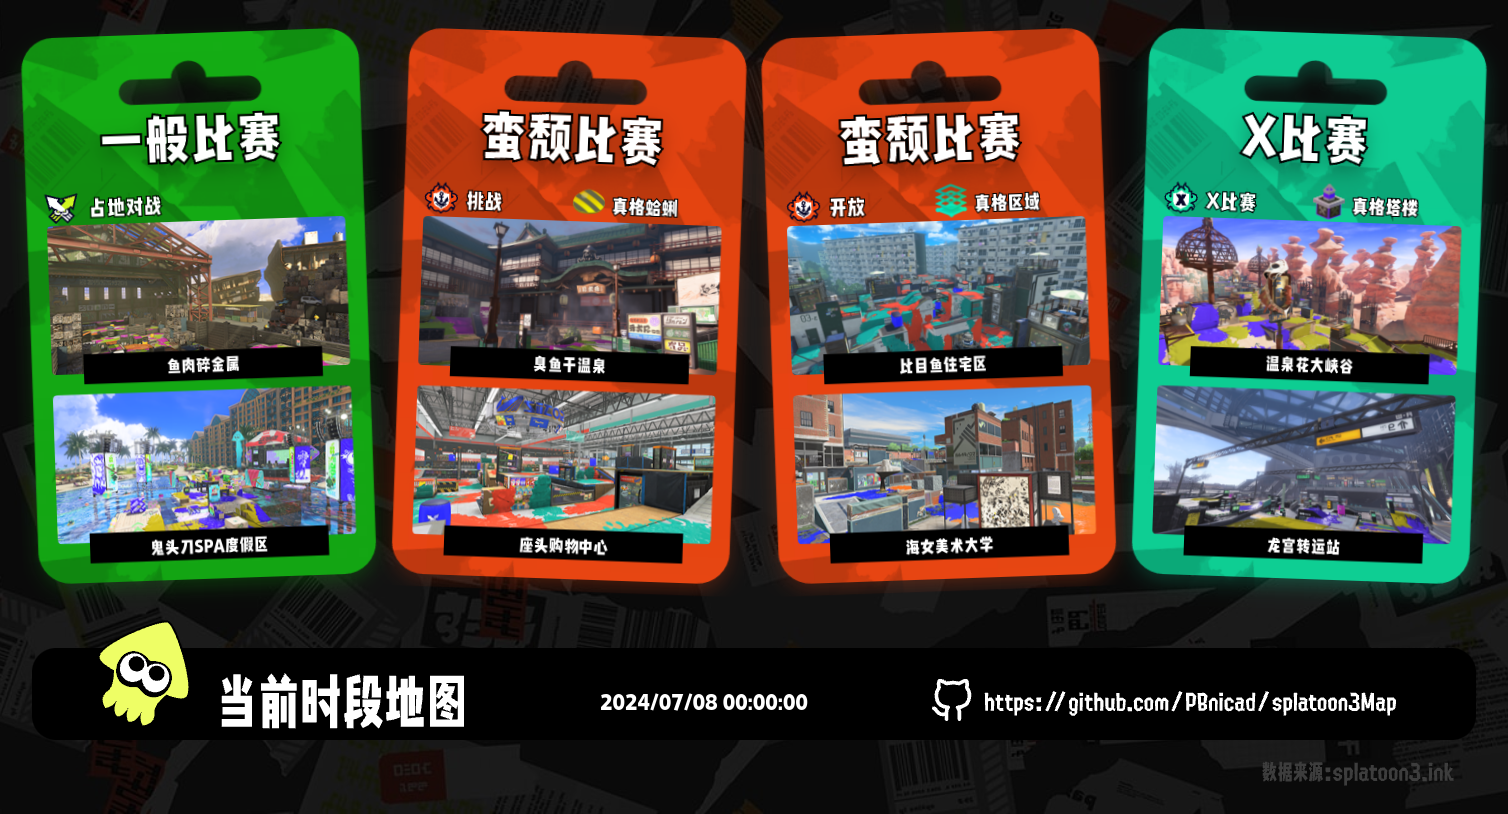 一般比赛
占地对战
鱼肉碎金属
鬼头刀SPA度假区
蛮颓比赛
挑战
真格蛤蜊
臭鱼干温泉
座头购物中心
蛮颓比赛
开放
真格区域
比目鱼住宅区
海女美术大学
X比赛
X比赛
真格塔楼
温泉花大峡谷
龙宫转运站
当前时段地图
2024/07/08 00:00:00
https://github.com/PBnicad/splatoon3Map
数据来源:splatoon3.ink